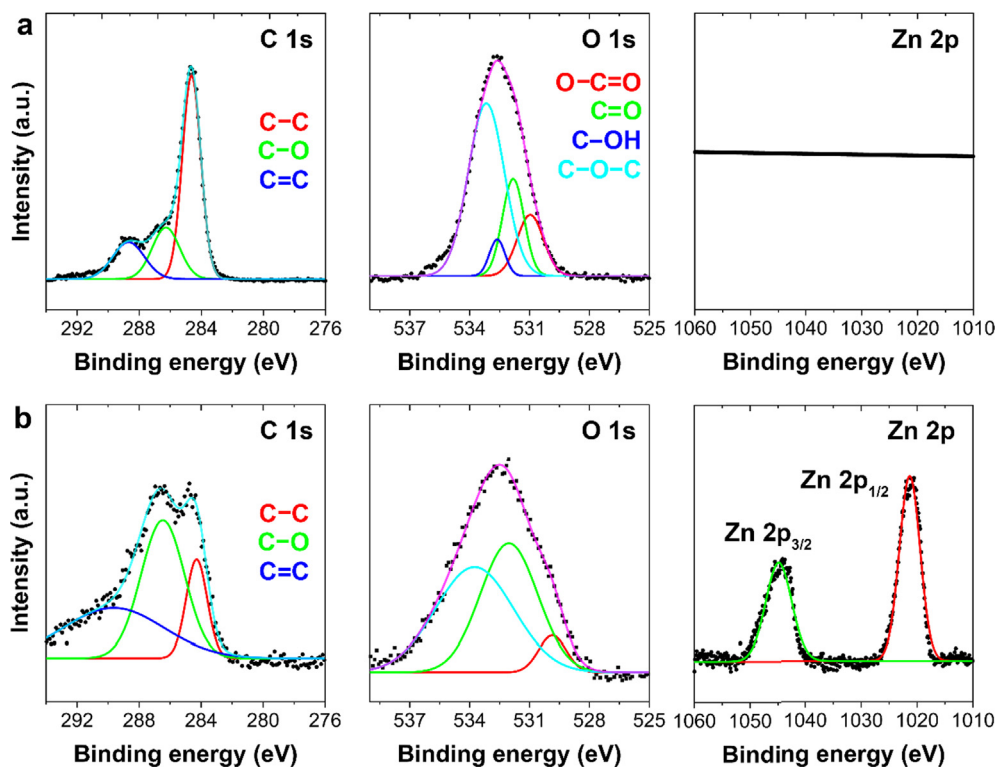 a
C 1s
C–C
C–O
C=C
Intensity (a.u.)
292 288 284 280 276
Binding energy (eV)
O 1s
O–C=O
C=O
C–OH
C–O–C
537 534 531 528 525
Binding energy (eV)
Zn 2p
1060 1050 1040 1030 1020 1010
Binding energy (eV)
b
C 1s
C–C
C–O
C=C
Intensity (a.u.)
292 288 284 280 276
Binding energy (eV)
O 1s
537 534 531 528 525
Binding energy (eV)
Zn 2p
Zn 2p1/2
Zn 2p3/2
1060 1050 1040 1030 1020 1010
Binding energy (eV)